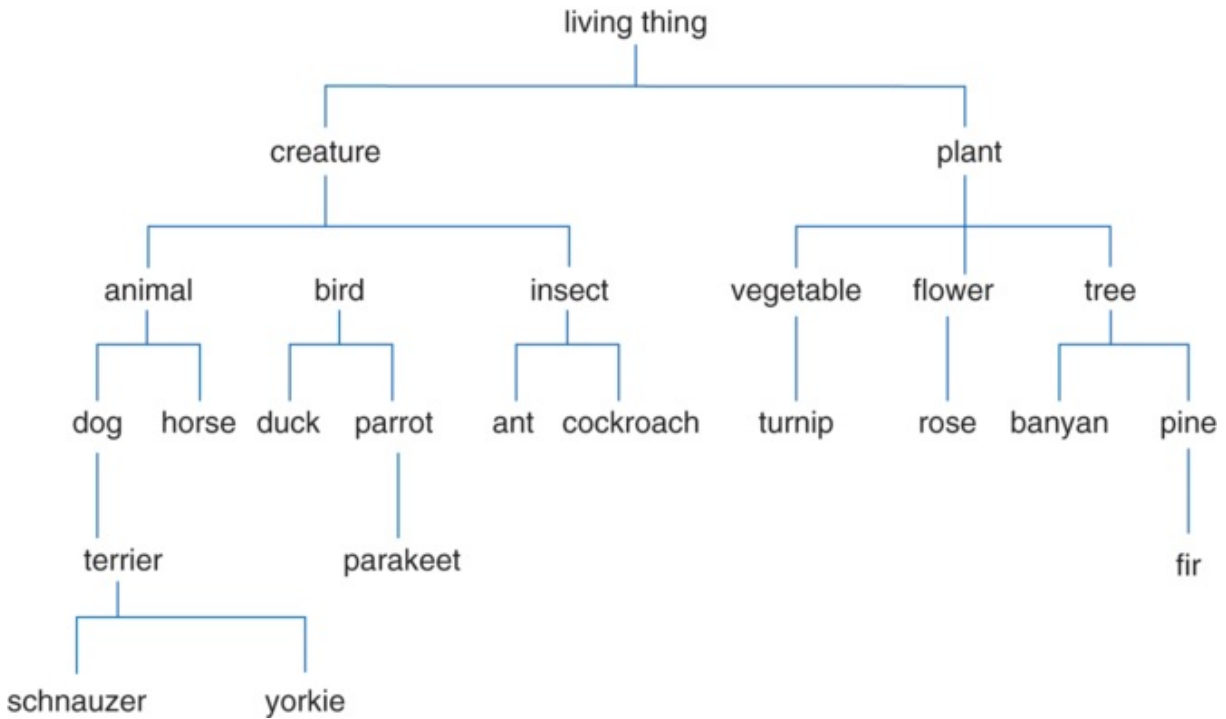 living thing
creature plant
animal bird insect vegetable flower tree
dog horse duck parrot ant cockroach turnip rose banyan pine
terrier parakeet fir
schnauzer yorkie